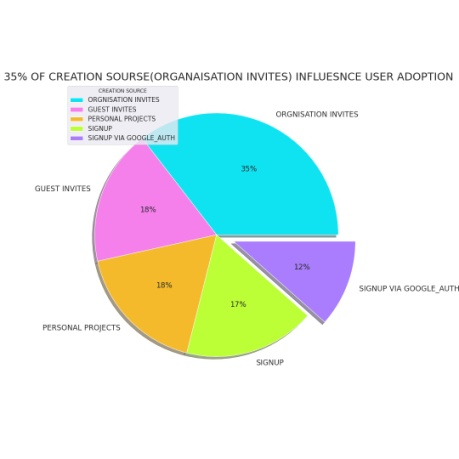 35% OF CREATION SOURSE(ORGANAISATION INVITES) INFLUESNCE USER ADOPTION
CREATION SOURCE
ORGNISATION INVITES
GUEST INVITES
PERSONAL PROJECTS
SIGNUP
SIGNUP VIA GOOGLE_AUTH
ORGNISATION INVITES
35%
GUEST INVITES
18%
12%
18%
SIGNUP VIA GOOGLE_AUTH
17%
PERSONAL PROJECTS
SIGNUP